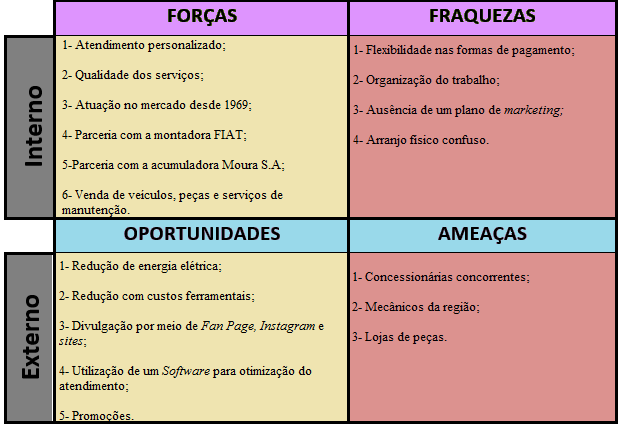 FORÇAS
FRAQUEZAS
Interno
1- Atendimento personalizado;
2- Qualidade dos serviços;
3- Atuação no mercado desde 1969;
4- Parceria com a montadora FIAT;
5-Parceria com a acumuladora Moura S.A;
6- Venda de veículos, peças e serviços de
manutenção.
1- Flexibilidade nas formas de pagamento;
2- Organização do trabalho;
3- Ausência de um plano de marketing;
4- Arranjo físico confuso.
OPORTUNIDADES
AMEAÇAS
Externo
1- Redução de energia elétrica;
2- Redução com custos ferramentais;
3- Divulgação por meio de Fan Page, Instagram e
sites;
4- Utilização de um Software para otimização do
atendimento;
5- Promoções.
1- Concessionárias concorrentes;
2- Mecânicos da região;
3- Lojas de peças.